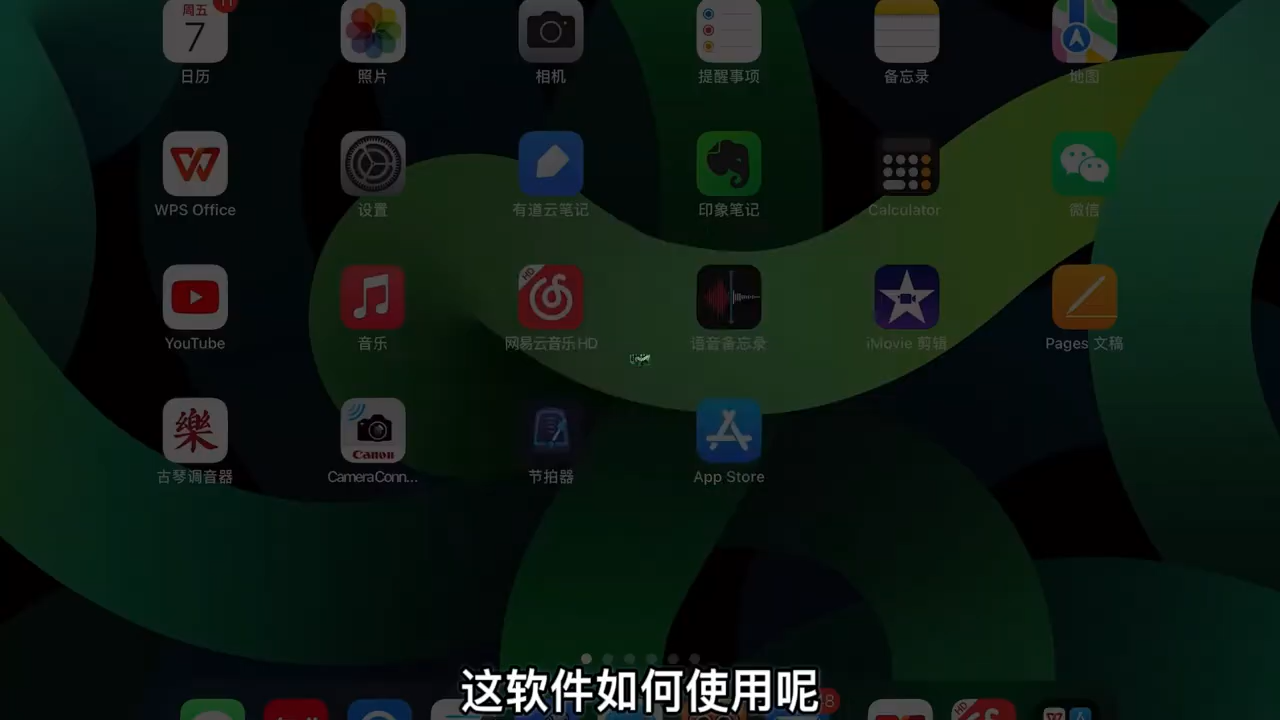 周五 11
7
日历 照片 相机 提醒事项 备忘录 地图
WPS Office 设置 有道云笔记 印象笔记 Calculator 微信
HD
YouTube 音乐 网易云音乐HD 语音备忘录 iMovie 剪辑 Pages 文稿
樂 Canon
古琴调音器 CameraConn... 节拍器 App Store
这软件如何使用呢
18 HD